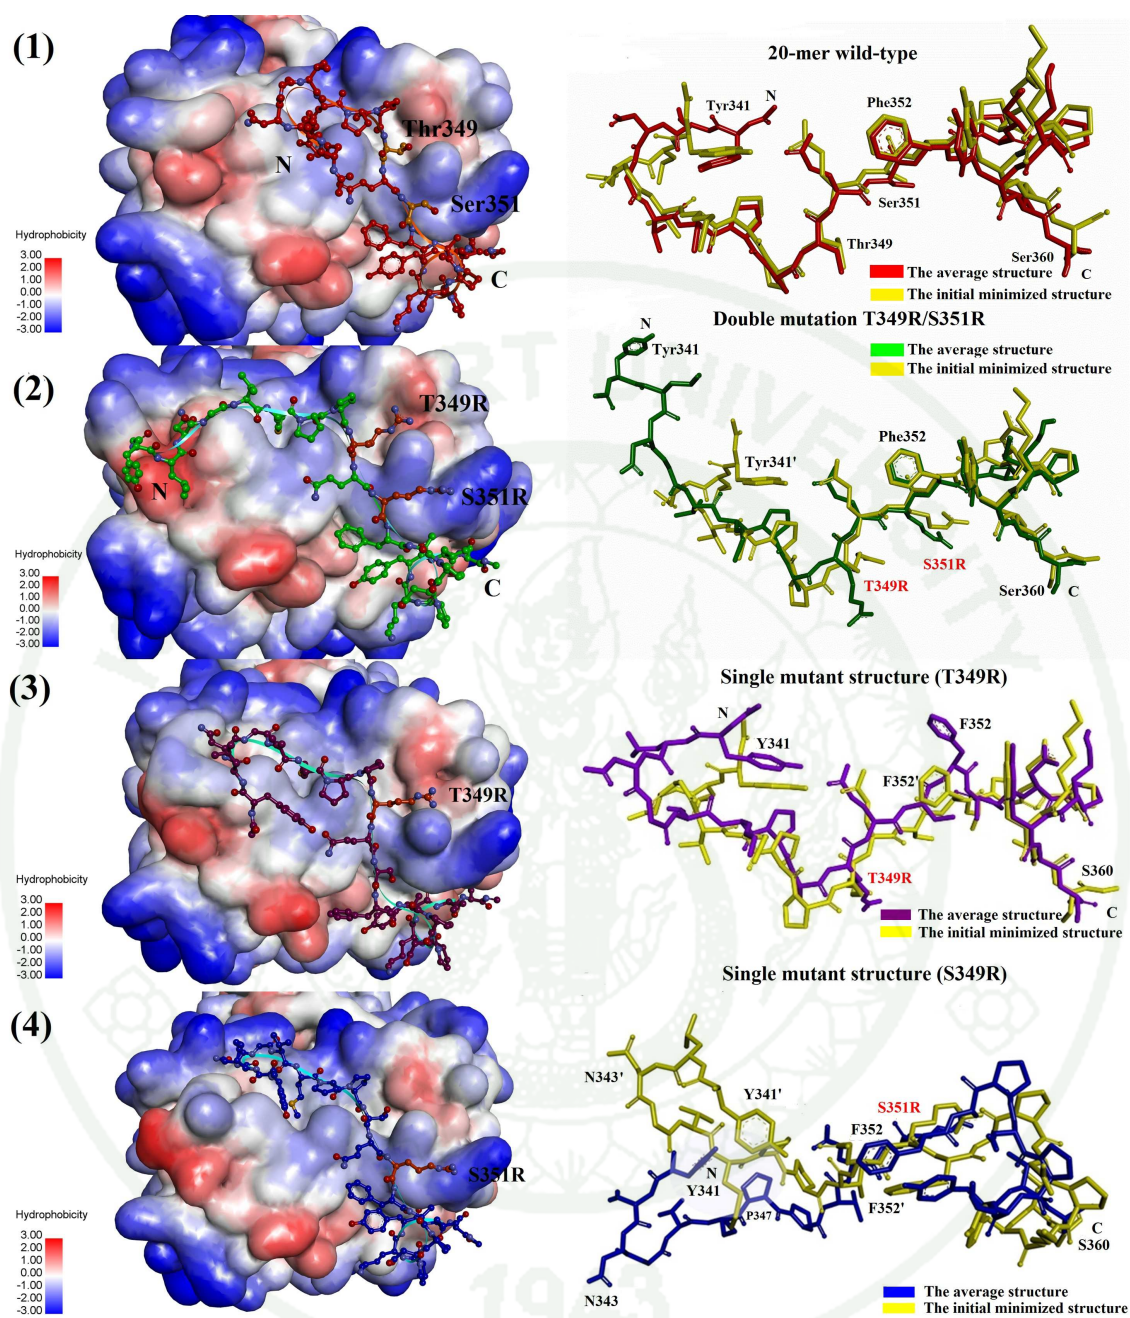 (1)
N
Thr349
Ser351
C
Hydrophobicity
3.00
2.00
1.00
0.00
-1.00
-2.00
-3.00
20-mer wild-type
Tyr341
N
Phe352
Ser351
Thr349
Ser360
C
The average structure
The initial minimized structure
(2)
T349R
N
S351R
C
Hydrophobicity
3.00
2.00
1.00
0.00
-1.00
-2.00
-3.00
Double mutation T349R/S351R
The average structure
The initial minimized structure
N
Tyr341
Phe352
Tyr341'
S351R
T349R
Ser360
C
(3)
T349R
Hydrophobicity
3.00
2.00
1.00
0.00
-1.00
-2.00
-3.00
Single mutant structure (T349R)
N
F352
Y341
F352'
T349R
S360
C
The average structure
The initial minimized structure
(4)
S351R
Hydrophobicity
3.00
2.00
1.00
0.00
-1.00
-2.00
-3.00
Single mutant structure (S349R)
N343'
Y341'
S351R
F352
N
Y341
F352'
P347
C
S360
N343
The average structure
The initial minimized structure
UNIVERSITY